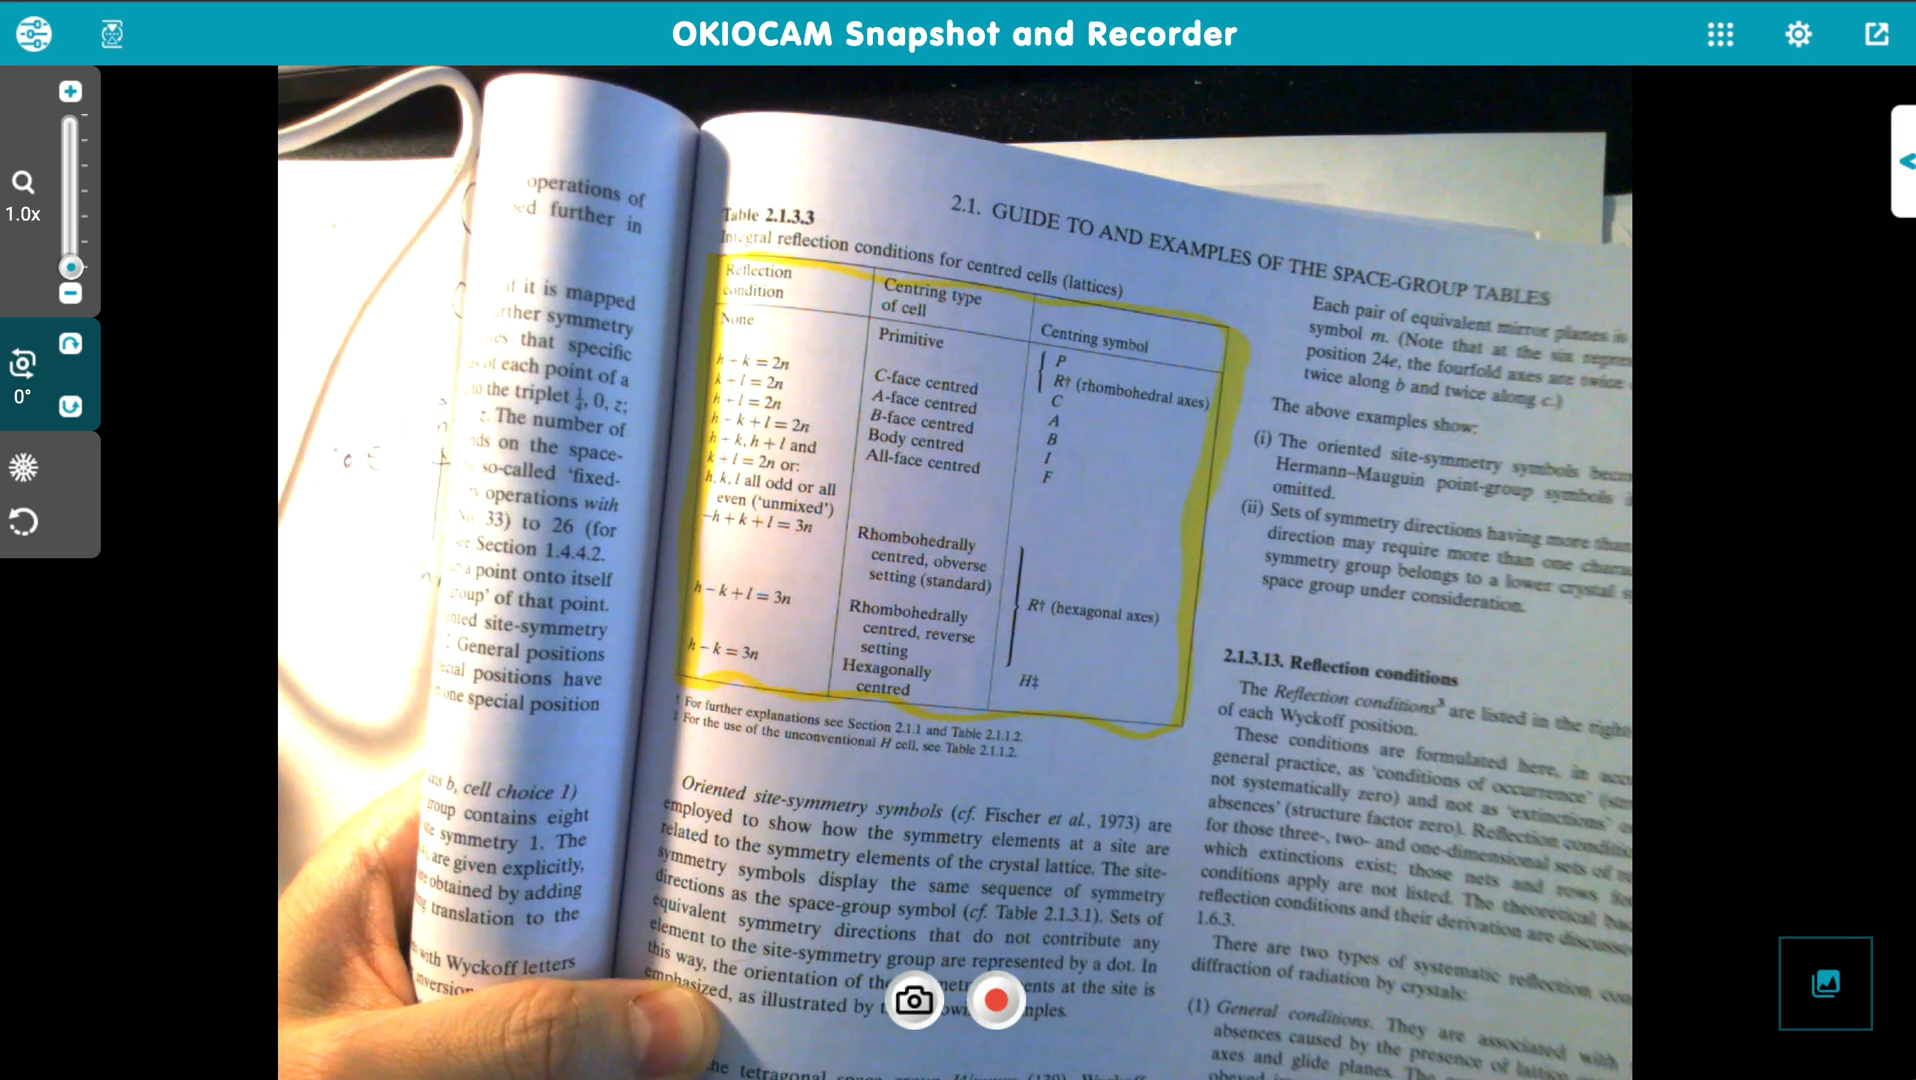 OKIOCAM Snapshot and Recorder
1.0x
0°
operations of
further in
if it is mapped
symmetry
that specific
of each point of a
to the triplet ¼, 0, z;
z. The number of
on the space-
so-called 'fixed-
operations with
33) to 26 (for
Section 1.4.4.2.
a point onto itself
of that point.
site-symmetry
General positions
positions have
one special position
b, cell choice 1)
group contains eight
symmetry 1. The
are given explicitly,
obtained by adding
translation to the
with Wyckoff letters
2.1. GUIDE TO AND EXAMPLES OF THE SPACE-GROUP TABLES
Table 2.1.3.3
Integral reflection conditions for centred cells (lattices)
Reflection
condition
Centring type
of cell
Centring symbol
None
Primitive
P
R† (rhombohedral axes)
h + k = 2n
C-face centred
C
k + l = 2n
A-face centred
A
h + l = 2n
B-face centred
B
h + k + l = 2n
Body centred
I
h + k, h + l and
k + l = 2n or:
h, k, l all odd or all
even ('unmixed')
All-face centred
F
−h + k + l = 3n
Rhombohedrally
centred, obverse
setting (standard)
h − k + l = 3n
Rhombohedrally
centred, reverse
setting
R† (hexagonal axes)
h − k = 3n
Hexagonally
centred
H‡
† For further explanations see Section 2.1.1 and Table 2.1.1.2.
‡ For the use of the unconventional H cell, see Table 2.1.1.2.
Oriented site-symmetry symbols (cf. Fischer et al., 1973) are
employed to show how the symmetry elements at a site are
related to the symmetry elements of the crystal lattice. The site-
symmetry symbols display the same sequence of symmetry
directions as the space-group symbol (cf. Table 2.1.3.1). Sets of
equivalent symmetry directions that do not contribute any
element to the site-symmetry group are represented by a dot. In
this way, the orientation of the at the site is
emphasized, as illustrated by
tetragonal
Each pair of equivalent mirror planes is
symbol m. (Note that at the six
position 24e, the fourfold axes are twice
twice along b and twice along c.)
The above examples show:
(i) The oriented site-symmetry symbols
Hermann–Mauguin point-group symbols
omitted.
(ii) Sets of symmetry directions having more than
direction may require more than one
symmetry group belongs to a lower crystal
space group under consideration.
2.1.3.13. Reflection conditions
The Reflection conditions³ are listed in the
of each Wyckoff position.
These conditions are formulated here, in
general practice, as 'conditions of occurrence'
not systematically zero) and not as 'extinctions'
absences' (structure factor zero). Reflection
for those three-, two- and one-dimensional sets of
which extinctions exist; those nets and rows
conditions apply are not listed. The theoretical
reflection conditions and their derivation are
1.6.3.
There are two types of systematic reflection
diffraction of radiation by crystals:
(1) General conditions. They are associated with
absences caused by the presence of lattice
axes and glide planes. The